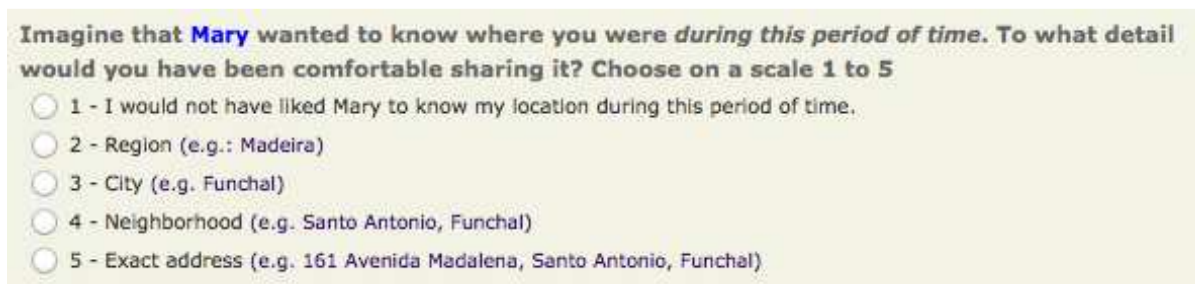 Imagine that Mary wanted to know where you were during this period of time. To what detail
would you have been comfortable sharing it? Choose on a scale 1 to 5
1 - I would not have liked Mary to know my location during this period of time.
2 - Region (e.g.: Madeira)
3 - City (e.g. Funchal)
4 - Neighborhood (e.g. Santo Antonio, Funchal)
5 - Exact address (e.g. 161 Avenida Madalena, Santo Antonio, Funchal)